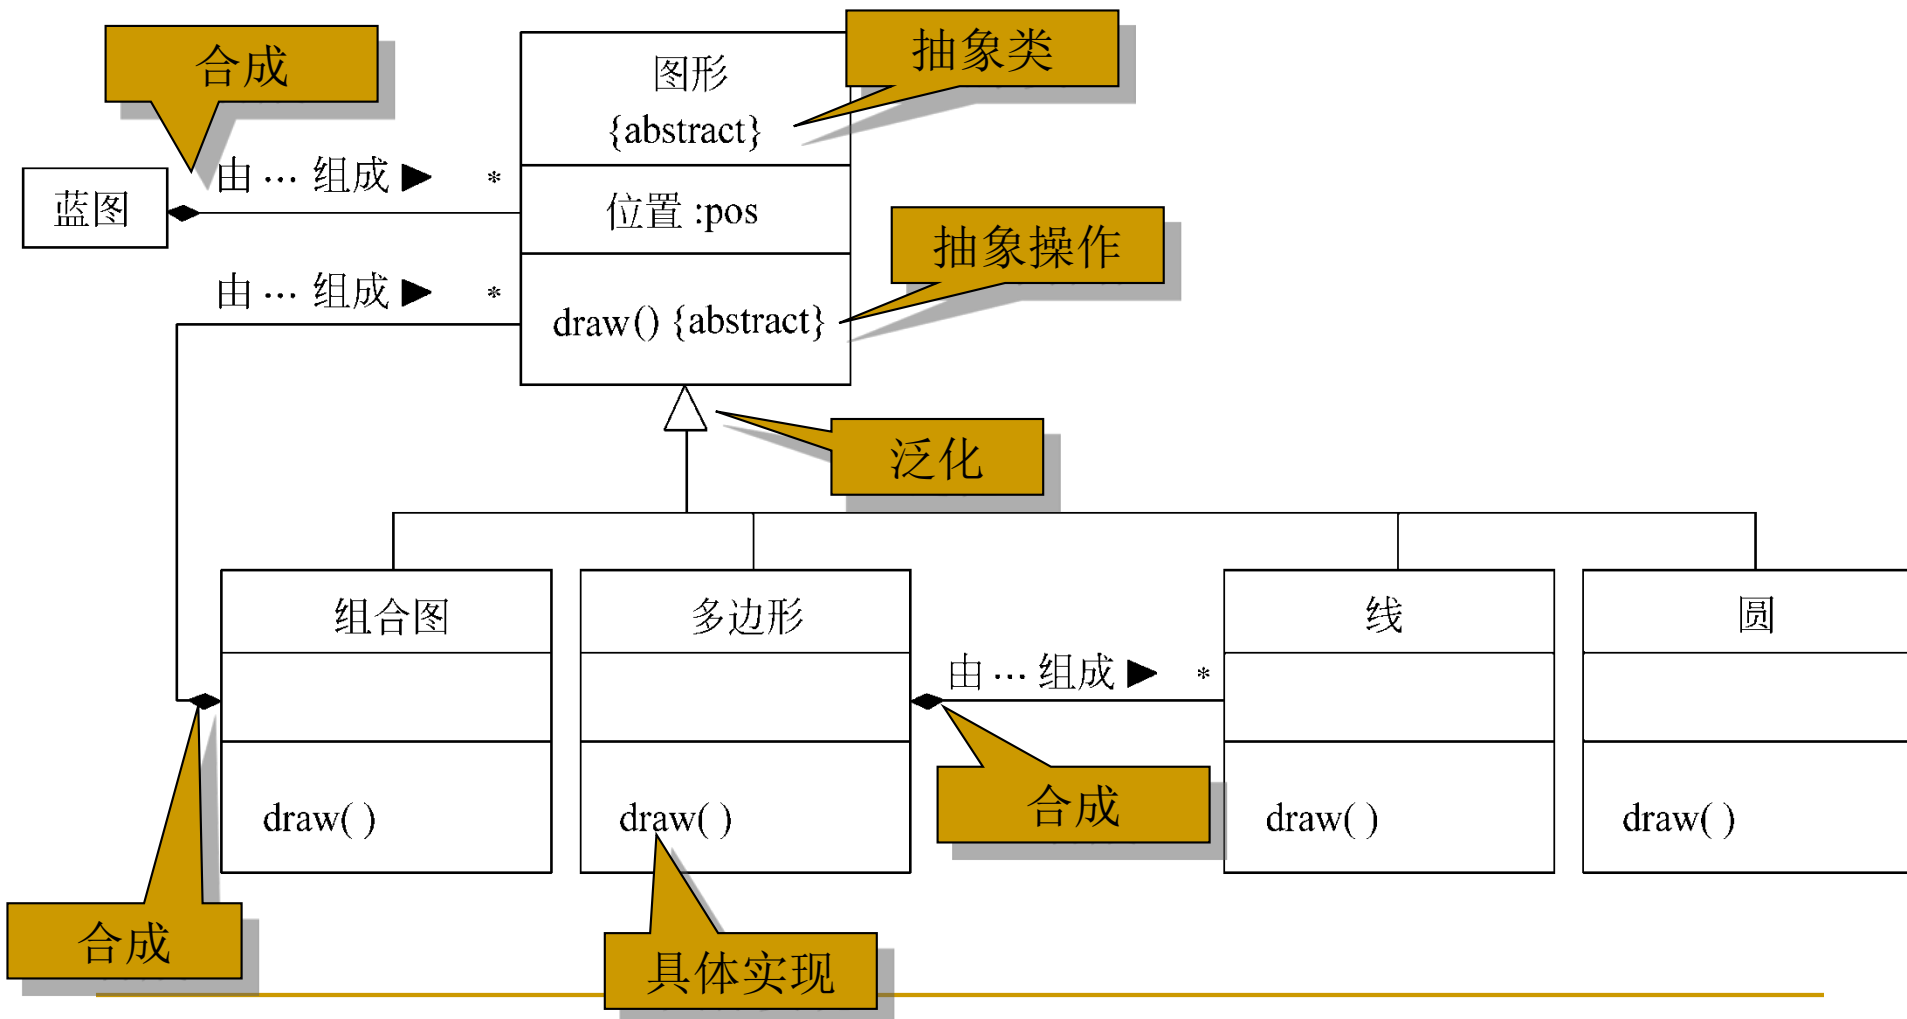 合成
图形
{abstract}
抽象类
由 … 组成 ▶ *
蓝图
位置 :pos
抽象操作
由 … 组成 ▶ *
draw() {abstract}
泛化
组合图
多边形
线
圆
由 … 组成 ▶ *
draw( )
draw( )
合成
draw( )
draw( )
合成
具体实现